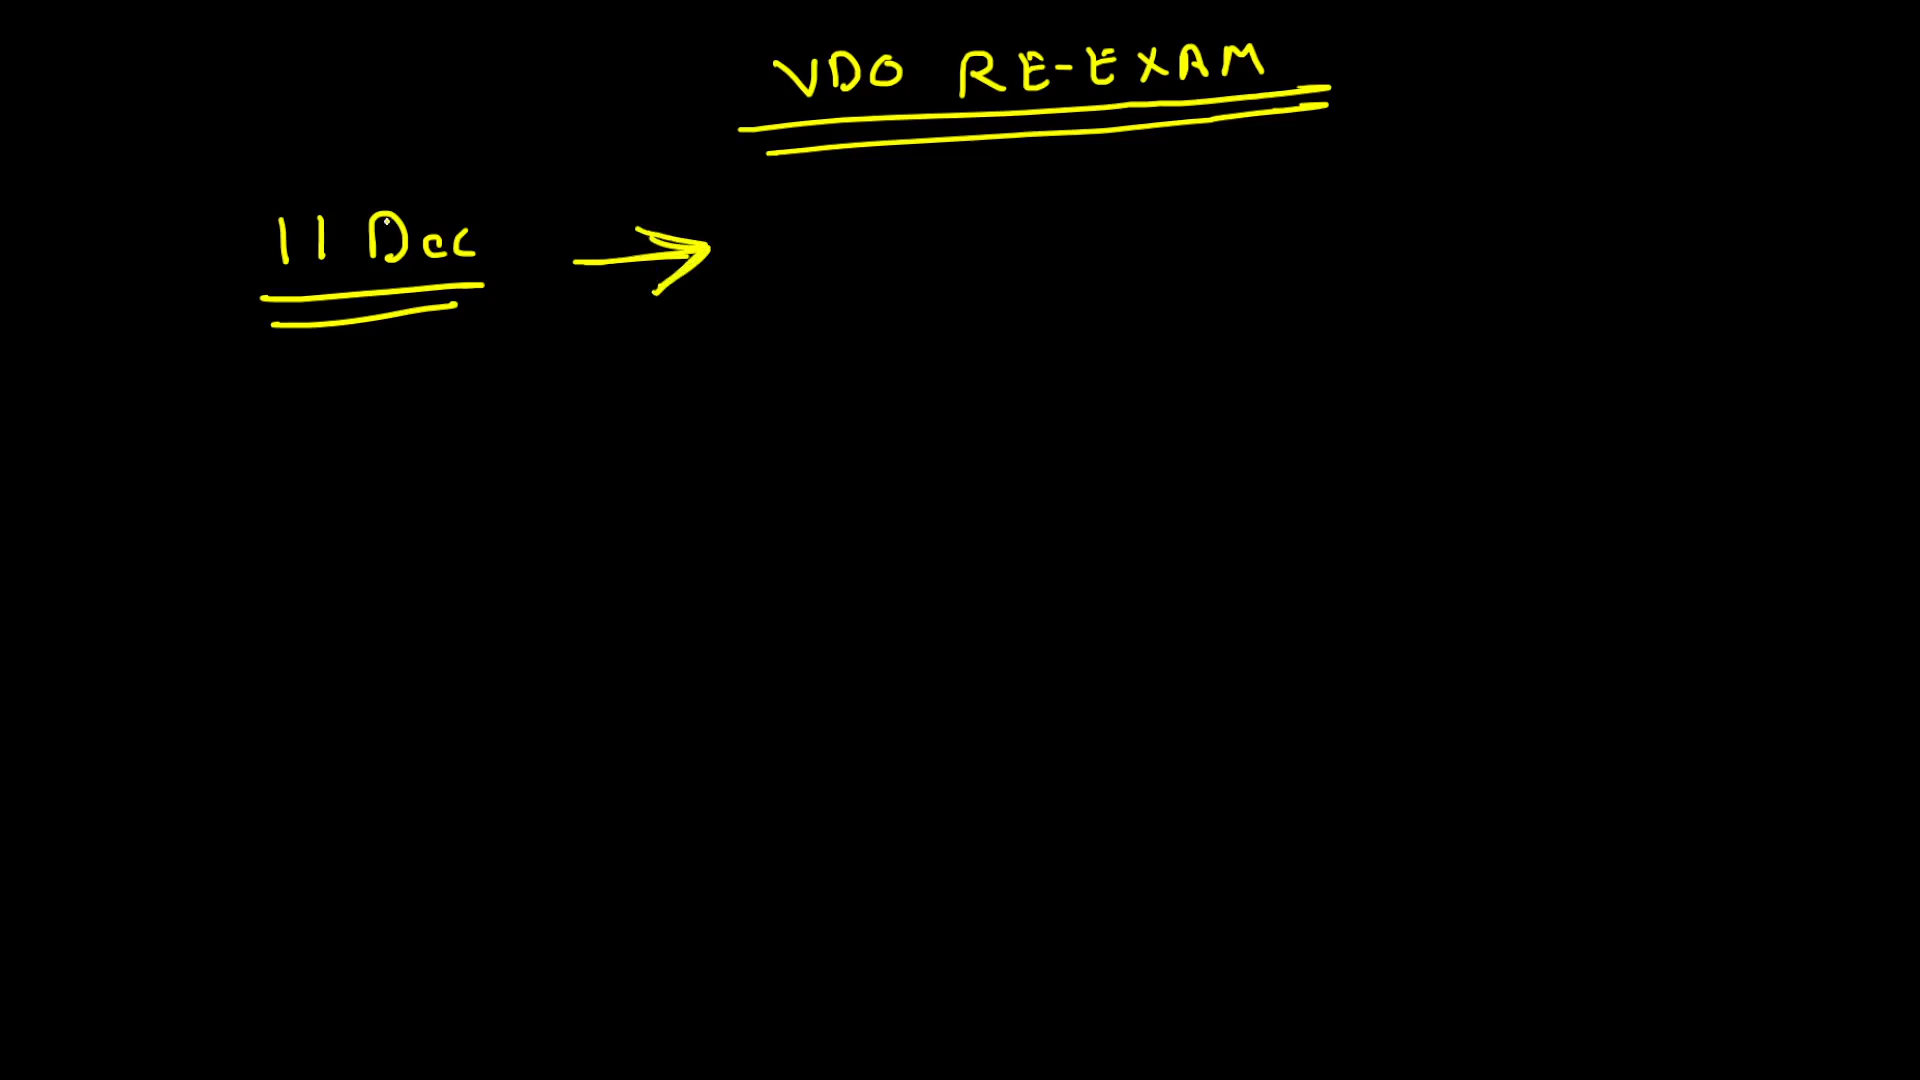 VDO RE-EXAM
11 Dec →